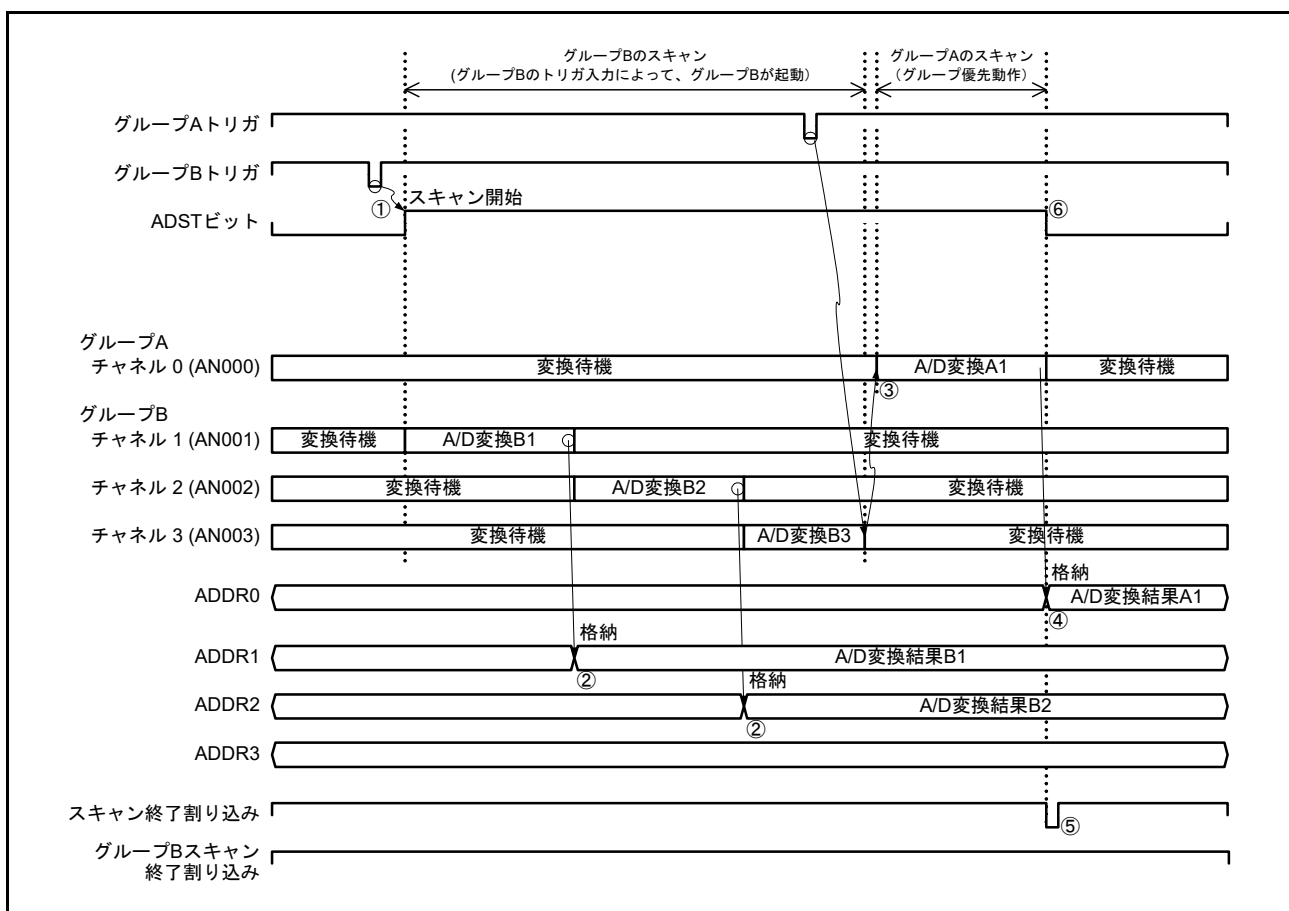 グループBのスキャン
(グループBのトリガ入力によって、グループBが起動）
グループAのスキャン
（グループ優先動作）
グループAトリガ
グループBトリガ
①
スキャン開始
ADSTビット
⑥
グループA
チャネル 0 (AN000)
変換待機
A/D変換A1
変換待機
③
グループB
チャネル 1 (AN001)
変換待機
A/D変換B1
変換待機
チャネル 2 (AN002)
変換待機
A/D変換B2
変換待機
チャネル 3 (AN003)
変換待機
A/D変換B3
変換待機
ADDR0
格納
A/D変換結果A1
④
ADDR1
格納
A/D変換結果B1
②
ADDR2
格納
A/D変換結果B2
②
ADDR3
スキャン終了割り込み
⑤
グループBスキャン
終了割り込み